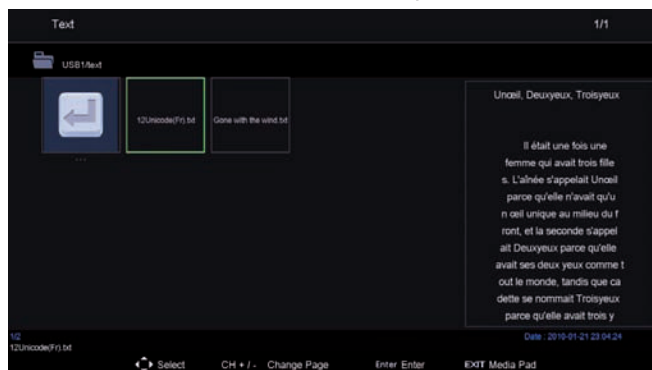 Text
1/1
USB1/text
12Unicode(Fr).txt
Gone with the wind.txt
...
Unœil, Deuxyeux, Troisyeux
Il était une fois une
femme qui avait trois fille
s. L'aînée s'appelait Unœil
parce qu'elle n'avait qu'u
n œil unique au milieu du f
ront, et la seconde s'appel
ait Deuxyeux parce qu'elle
avait ses deux yeux comme t
out le monde, tandis que ca
dette se nommait Troisyeux
parce qu'elle avait trois y
1/2
Date : 2010-01-21 23:04:24
12Unicode(Fr).txt
Select CH + / - Change Page Enter Enter EXIT Media Pad